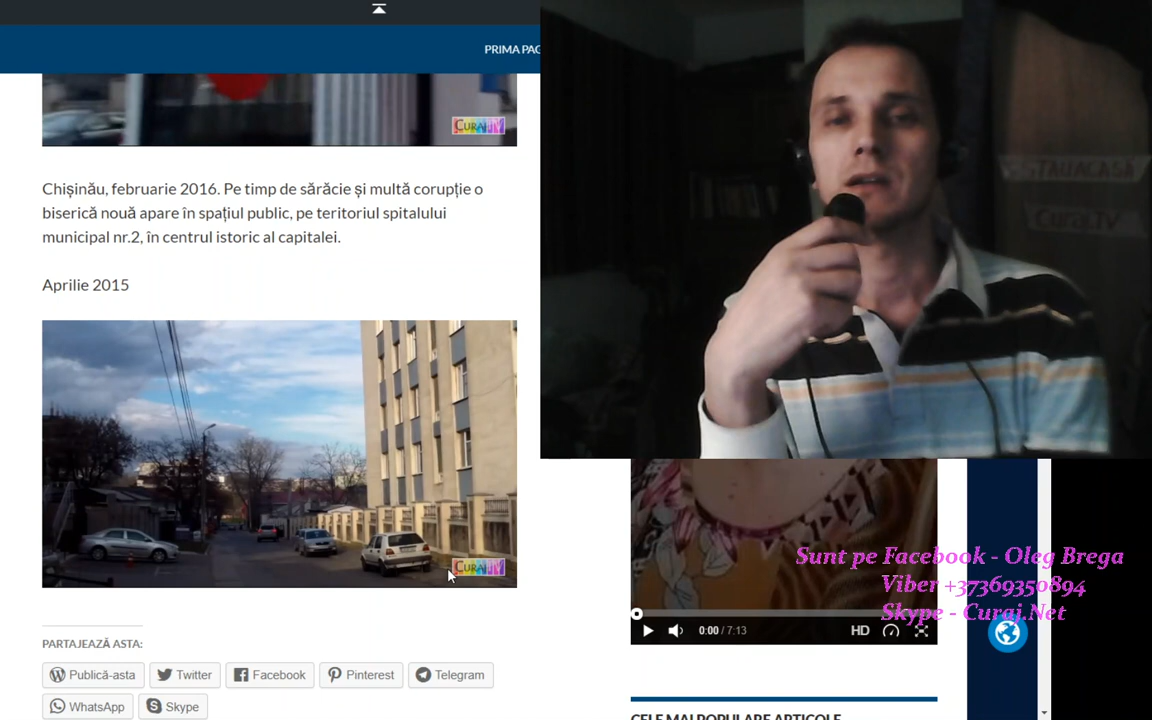 PRIMA PAG
CurajTV
Chișinău, februarie 2016. Pe timp de sărăcie și multă corupție o
biserică nouă apare în spațiul public, pe teritoriul spitalului
municipal nr.2, în centrul istoric al capitalei.
Aprilie 2015
CurajTV
PARTAJEAZĂ ASTA:
Publică-asta
Twitter
Facebook
Pinterest
Telegram
WhatsApp
Skype
STAUACASĂ
Curaj.TV
Sunt pe Facebook - Oleg Brega
Viber +37369350894
Skype - Curaj.Net
0:00 / 7:13
HD
CELE MAI POPULARE ARTICOLE